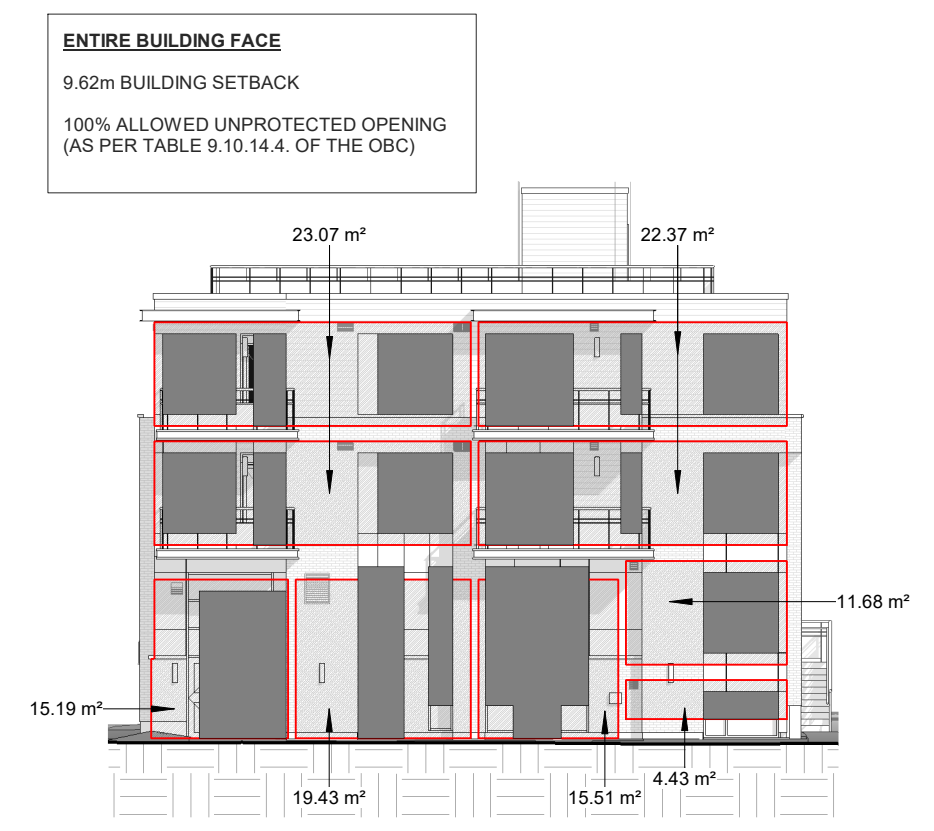 ENTIRE BUILDING FACE
9.62m BUILDING SETBACK
100% ALLOWED UNPROTECTED OPENING
(AS PER TABLE 9.10.14.4. OF THE OBC)
23.07 m²
22.37 m²
11.68 m²
15.19 m²
4.43 m²
19.43 m²
15.51 m²